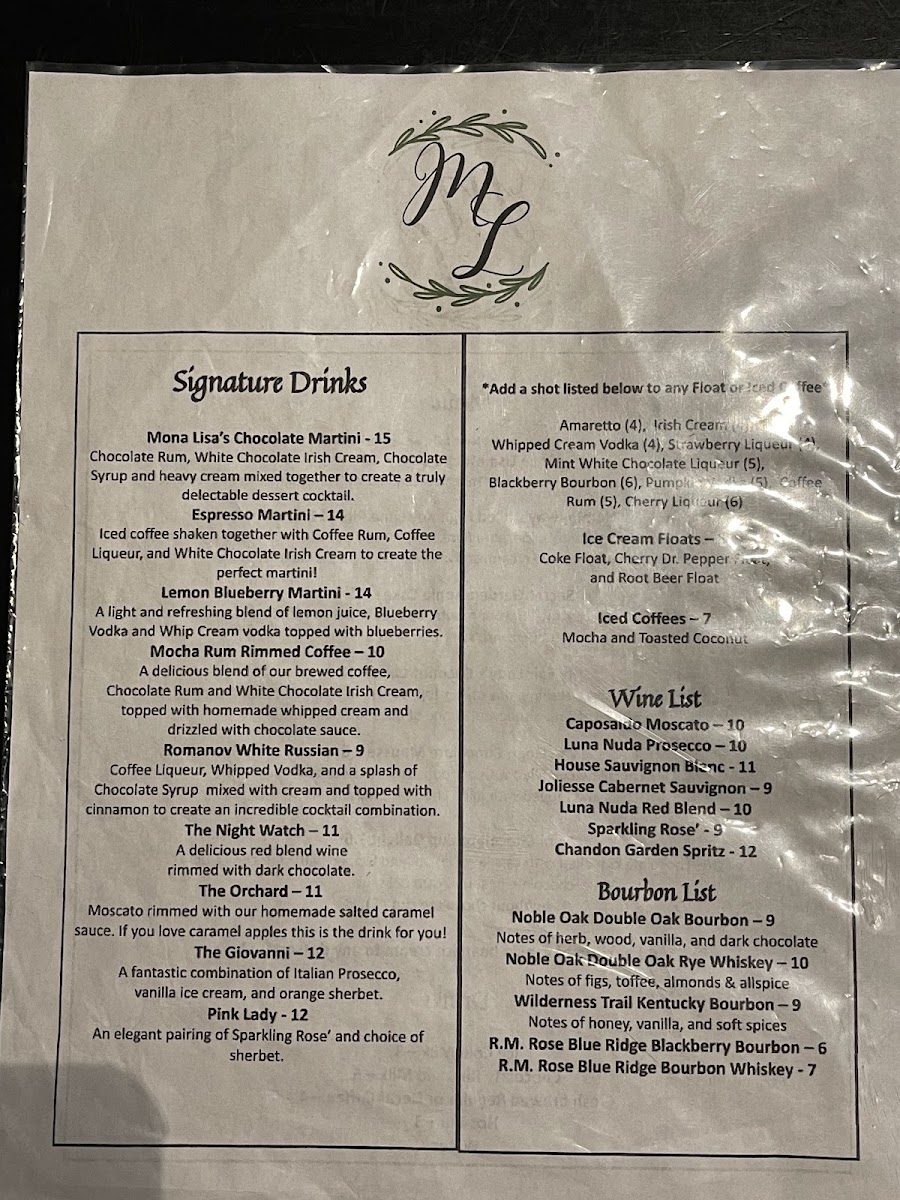 M
L
Signature Drinks
Mona Lisa's Chocolate Martini - 15
Chocolate Rum, White Chocolate Irish Cream, Chocolate
Syrup and heavy cream mixed together to create a truly
delectable dessert cocktail.
Espresso Martini – 14
Iced coffee shaken together with Coffee Rum, Coffee
Liqueur, and White Chocolate Irish Cream to create the
perfect martini!
Lemon Blueberry Martini - 14
A light and refreshing blend of lemon juice, Blueberry
Vodka and Whip Cream vodka topped with blueberries.
Mocha Rum Rimmed Coffee – 10
A delicious blend of our brewed coffee,
Chocolate Rum and White Chocolate Irish Cream,
topped with homemade whipped cream and
drizzled with chocolate sauce.
Romanov White Russian – 9
Coffee Liqueur, Whipped Vodka, and a splash of
Chocolate Syrup mixed with cream and topped with
cinnamon to create an incredible cocktail combination.
The Night Watch – 11
A delicious red blend wine
rimmed with dark chocolate.
The Orchard – 11
Moscato rimmed with our homemade salted caramel
sauce. If you love caramel apples this is the drink for you!
The Giovanni – 12
A fantastic combination of Italian Prosecco,
vanilla ice cream, and orange sherbet.
Pink Lady - 12
An elegant pairing of Sparkling Rose' and choice of
sherbet.
*Add a shot listed below to any Float or Iced Coffee*
Amaretto (4), Irish Cream
Whipped Cream Vodka (4), Strawberry Liqueur (4),
Mint White Chocolate Liqueur (5),
Blackberry Bourbon (6), Pumpkin Vodka (5), Coffee
Rum (5), Cherry Liqueur (6)
Ice Cream Floats –
Coke Float, Cherry Dr. Pepper Float,
and Root Beer Float
Iced Coffees – 7
Mocha and Toasted Coconut
Wine List
Caposaldo Moscato – 10
Luna Nuda Prosecco – 10
House Sauvignon Blanc - 11
Joliesse Cabernet Sauvignon – 9
Luna Nuda Red Blend – 10
Sparkling Rose' - 9
Chandon Garden Spritz - 12
Bourbon List
Noble Oak Double Oak Bourbon – 9
Notes of herb, wood, vanilla, and dark chocolate
Noble Oak Double Oak Rye Whiskey – 10
Notes of figs, toffee, almonds & allspice
Wilderness Trail Kentucky Bourbon – 9
Notes of honey, vanilla, and soft spices
R.M. Rose Blue Ridge Blackberry Bourbon – 6
R.M. Rose Blue Ridge Bourbon Whiskey - 7